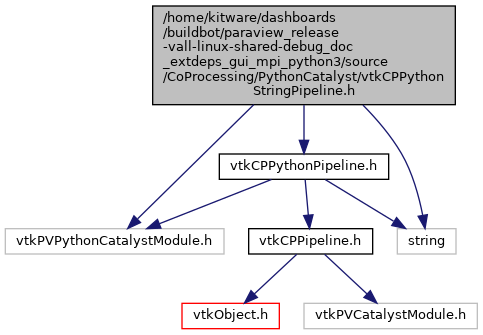 /home/kitware/dashboards
/buildbot/paraview_release
-vall-linux-shared-debug_doc
_extdeps_gui_mpi_python3/source
/CoProcessing/PythonCatalyst/vtkCPPython
StringPipeline.h
vtkCPPythonPipeline.h
vtkPVPythonCatalystModule.h
vtkCPPipeline.h
string
vtkObject.h
vtkPVCatalystModule.h